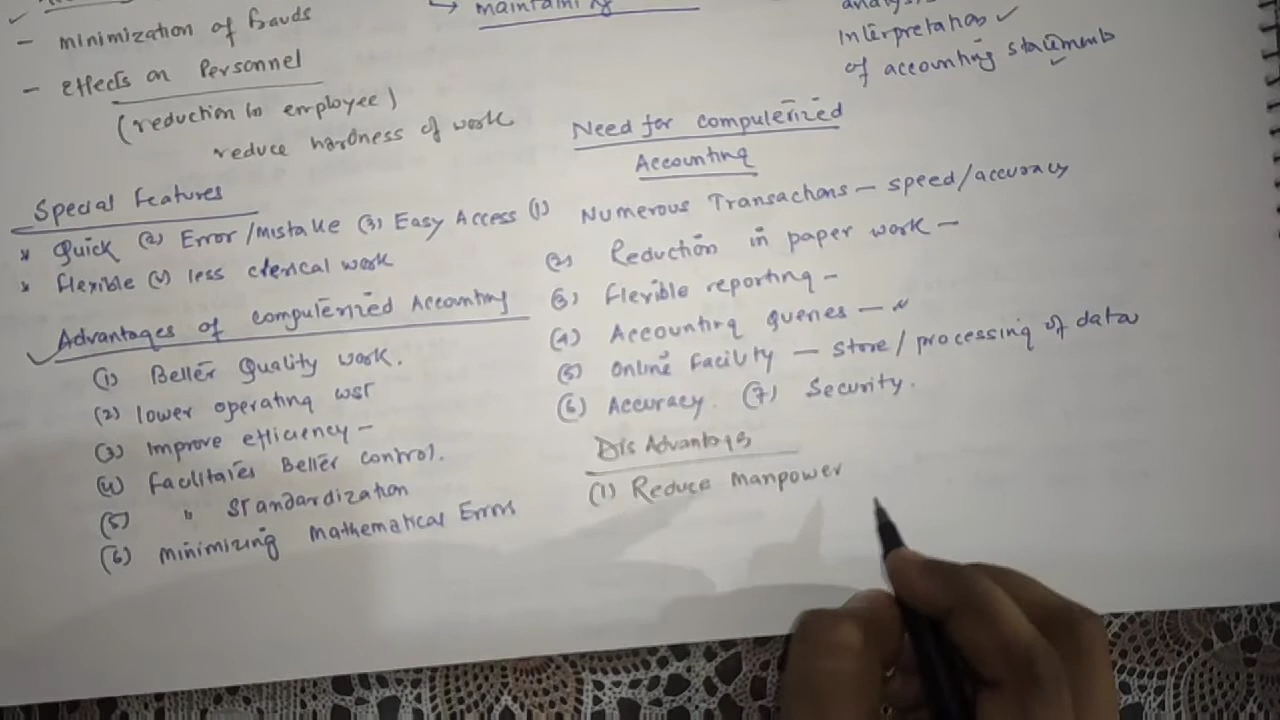 - minimization of frauds
- effects on Personnel
(reduction in employee)
reduce hardness of work
Special Features
* Quick (2) Error/mistake (3) Easy Access
* Flexible (4) less clerical work
Advantages of computerized Accounting
(1) Better Quality work.
(2) lower operating cost
(3) Improve efficiency -
(4) Facilitates Better control.
(5) " Standardization
(6) minimizing mathematical Errors
→ maintaining
Interpretation ✓
of accounting statements
Need for computerized
Accounting
(1) Numerous Transactions - speed/accuracy
(2) Reduction in paper work -
(3) Flexible reporting -
(4) Accounting queries - "
(5) Online Facility - store/processing of data
(6) Accuracy. (7) Security.
Dis Advantages
(1) Reduce manpower